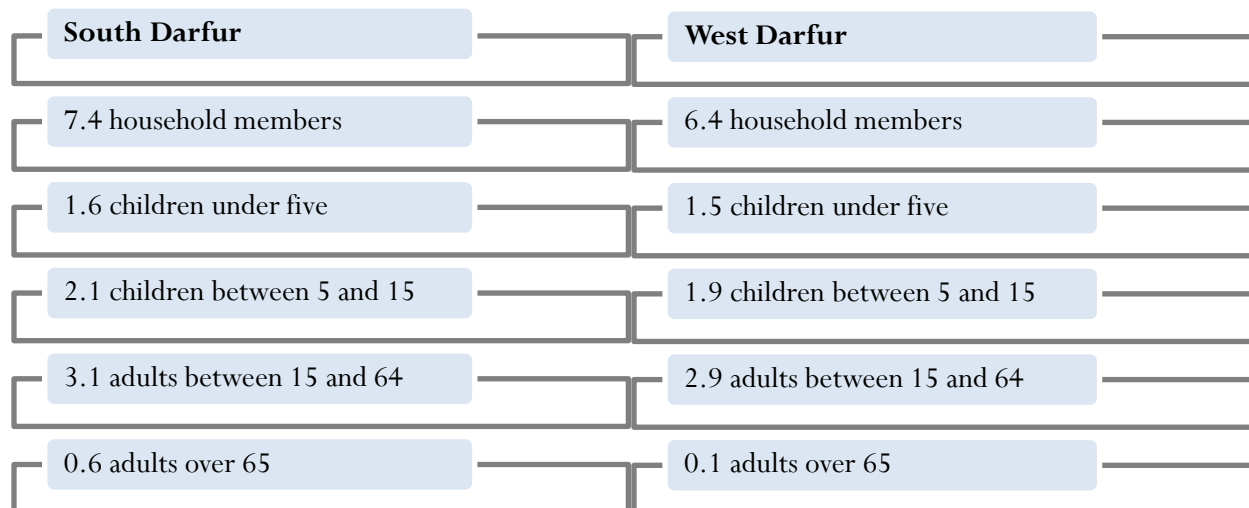 South Darfur
West Darfur
7.4 household members
6.4 household members
1.6 children under five
1.5 children under five
2.1 children between 5 and 15
1.9 children between 5 and 15
3.1 adults between 15 and 64
2.9 adults between 15 and 64
0.6 adults over 65
0.1 adults over 65